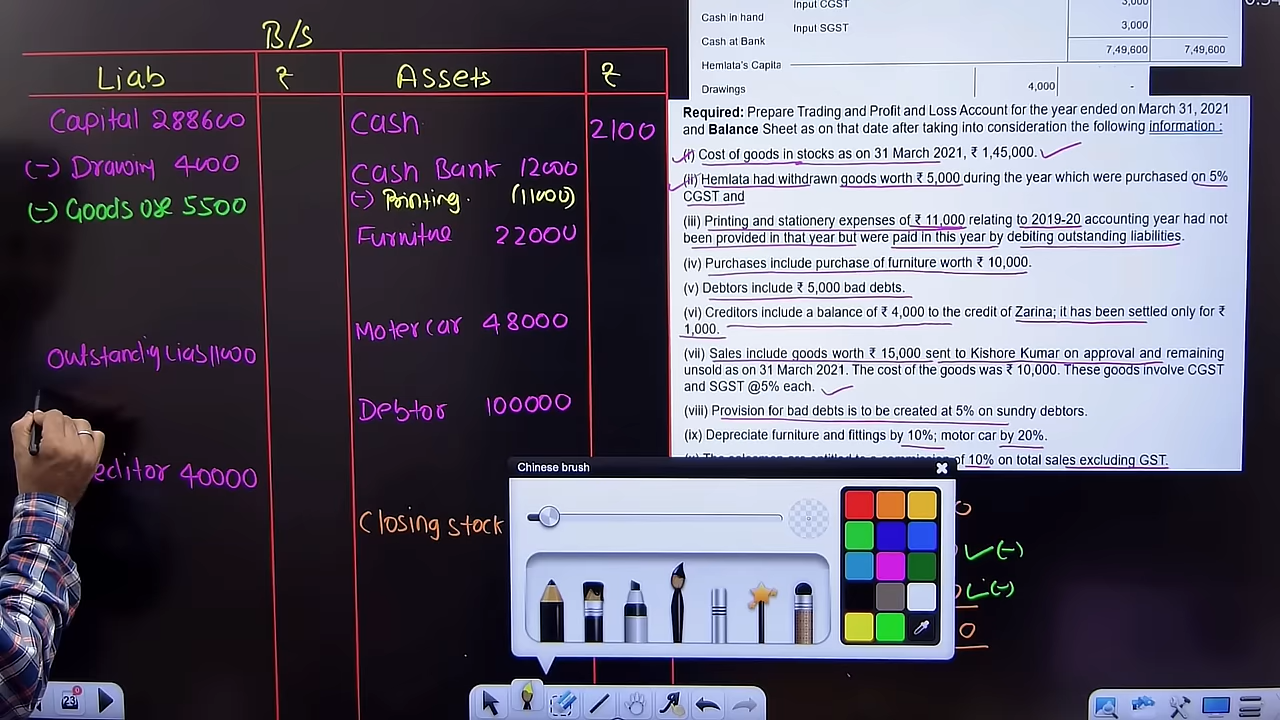 B/S
Liab ₹ Assets ₹
Capital 288600 Cash 2100
(-) Drawing 4000 Cash Bank 12000
(-) Goods use 5500 (-) Printing. (11000)
Furniture 22000
Motercar 48000
Outstandig Liab 11000
Debtor 100000
editor 40000
Closing stock
Input CGST 3,000
Cash in hand
Input SGST 3,000
Cash at Bank
7,49,600 7,49,600
Hemlata's Capita
Drawings 4,000 -
Required: Prepare Trading and Profit and Loss Account for the year ended on March 31, 2021
and Balance Sheet as on that date after taking into consideration the following information :
(i) Cost of goods in stocks as on 31 March 2021, ₹ 1,45,000.
(ii) Hemlata had withdrawn goods worth ₹ 5,000 during the year which were purchased on 5%
CGST and
(iii) Printing and stationery expenses of ₹ 11,000 relating to 2019-20 accounting year had not
been provided in that year but were paid in this year by debiting outstanding liabilities.
(iv) Purchases include purchase of furniture worth ₹ 10,000.
(v) Debtors include ₹ 5,000 bad debts.
(vi) Creditors include a balance of ₹ 4,000 to the credit of Zarina; it has been settled only for ₹
1,000.
(vii) Sales include goods worth ₹ 15,000 sent to Kishore Kumar on approval and remaining
unsold as on 31 March 2021. The cost of the goods was ₹ 10,000. These goods involve CGST
and SGST @5% each.
(viii) Provision for bad debts is to be created at 5% on sundry debtors.
(ix) Depreciate furniture and fittings by 10%; motor car by 20%.
of 10% on total sales excluding GST.
Chinese brush
0
(-)
(-)
0
23